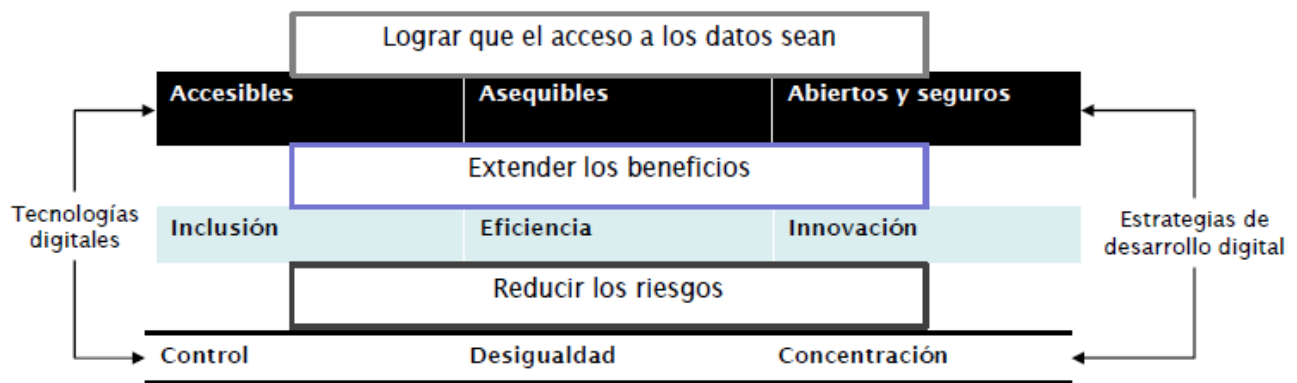 Lograr que el acceso a los datos sean
Accesibles
Asequibles
Abiertos y seguros
Extender los beneficios
Tecnologías
digitales
Inclusión
Eficiencia
Innovación
Estrategias de
desarrollo digital
Reducir los riesgos
Control
Desigualdad
Concentración